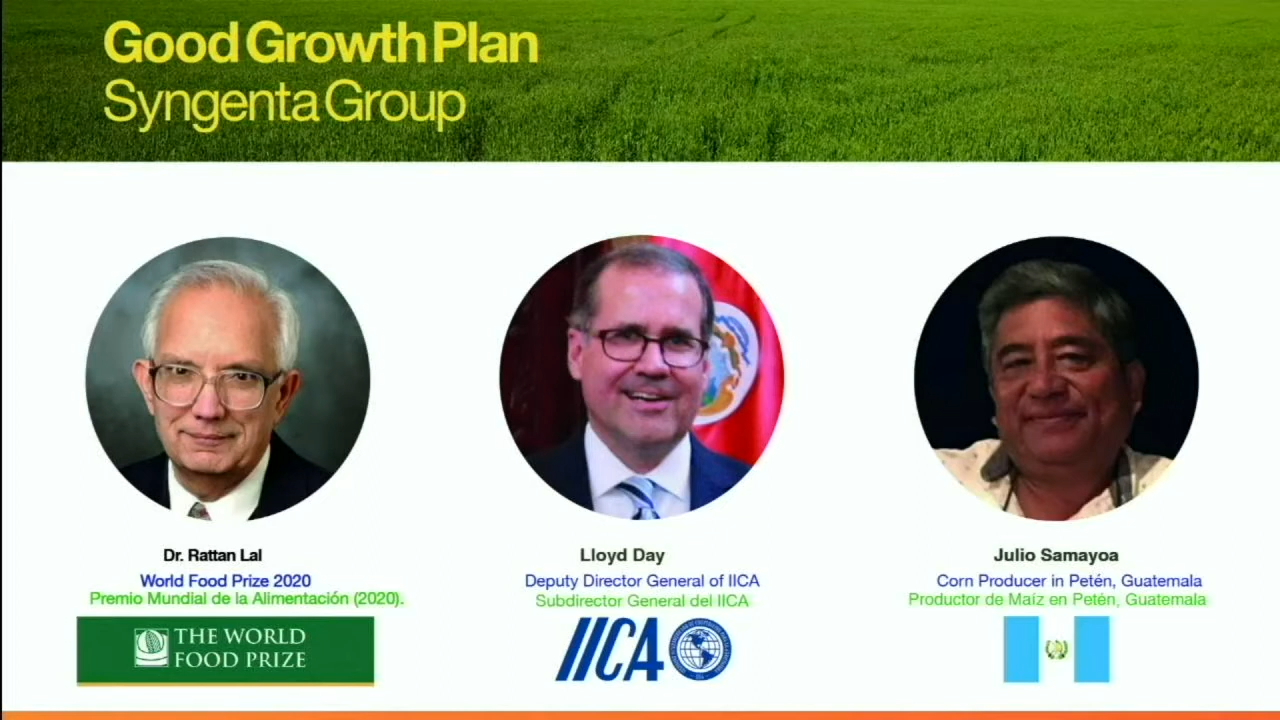 Good Growth Plan
Syngenta Group
Dr. Rattan Lal
World Food Prize 2020
Premio Mundial de la Alimentación (2020).
THE WORLD
FOOD PRIZE
Lloyd Day
Deputy Director General of IICA
Subdirector General del IICA
IICA
Julio Samayoa
Corn Producer in Petén, Guatemala
Productor de Maíz en Petén, Guatemala